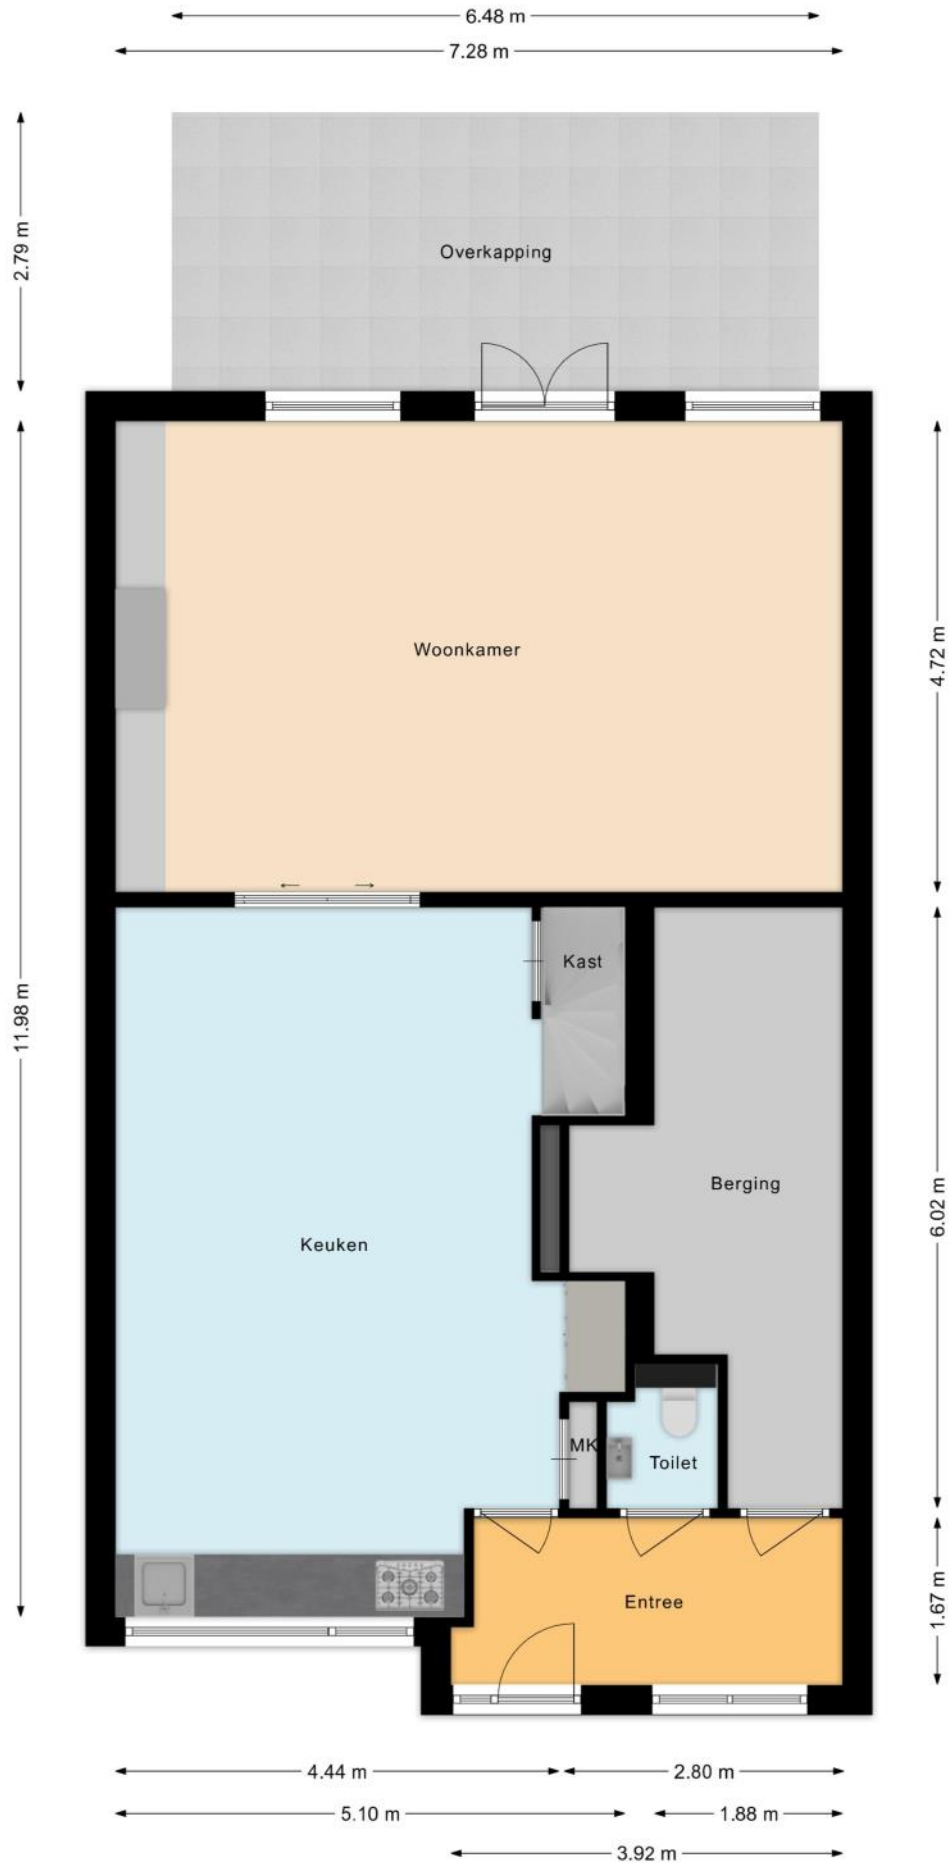 6.48 m
7.28 m
2.79 m
Overkapping
Woonkamer
4.72 m
11.98 m
Kast
Berging
6.02 m
Keuken
MK
Toilet
Entree
1.67 m
4.44 m
2.80 m
5.10 m
1.88 m
3.92 m